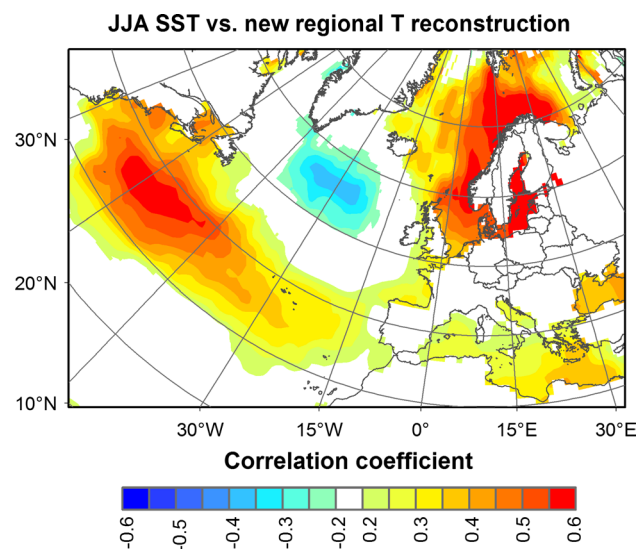 JJA SST vs. new regional T reconstruction
30°N
20°N
10°N
30°W 15°W 0° 15°E 30°E
Correlation coefficient
-0.6 -0.5 -0.4 -0.3 -0.2 0.2 0.3 0.4 0.5 0.6